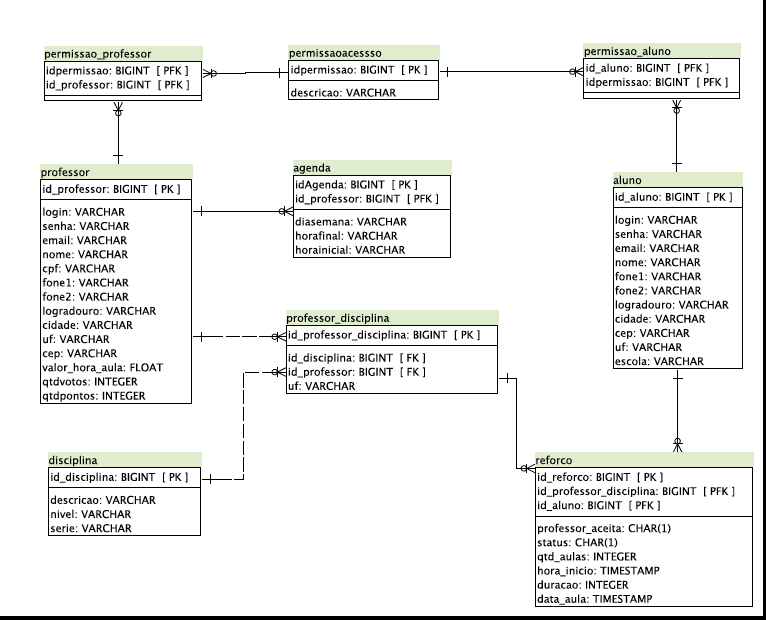 permissao_professor
idpermissao: BIGINT [ PFK ]
id_professor: BIGINT [ PFK ]
permissaoacessso
idpermissao: BIGINT [ PK ]
descricao: VARCHAR
permissao_aluno
id_aluno: BIGINT [ PFK ]
idpermissao: BIGINT [ PFK ]
professor
id_professor: BIGINT [ PK ]
login: VARCHAR
senha: VARCHAR
email: VARCHAR
nome: VARCHAR
cpf: VARCHAR
fone1: VARCHAR
fone2: VARCHAR
logradouro: VARCHAR
cidade: VARCHAR
uf: VARCHAR
cep: VARCHAR
valor_hora_aula: FLOAT
qtdvotos: INTEGER
qtdpontos: INTEGER
agenda
idAgenda: BIGINT [ PK ]
id_professor: BIGINT [ PFK ]
diasemana: VARCHAR
horafinal: VARCHAR
horainicial: VARCHAR
aluno
id_aluno: BIGINT [ PK ]
login: VARCHAR
senha: VARCHAR
email: VARCHAR
nome: VARCHAR
fone1: VARCHAR
fone2: VARCHAR
logradouro: VARCHAR
cidade: VARCHAR
cep: VARCHAR
uf: VARCHAR
escola: VARCHAR
professor_disciplina
id_professor_disciplina: BIGINT [ PK ]
id_disciplina: BIGINT [ FK ]
id_professor: BIGINT [ FK ]
uf: VARCHAR
disciplina
id_disciplina: BIGINT [ PK ]
descricao: VARCHAR
nivel: VARCHAR
serie: VARCHAR
reforco
id_reforco: BIGINT [ PK ]
id_professor_disciplina: BIGINT [ PFK ]
id_aluno: BIGINT [ PFK ]
professor_aceita: CHAR(1)
status: CHAR(1)
qtd_aulas: INTEGER
hora_inicio: TIMESTAMP
duracao: INTEGER
data_aula: TIMESTAMP